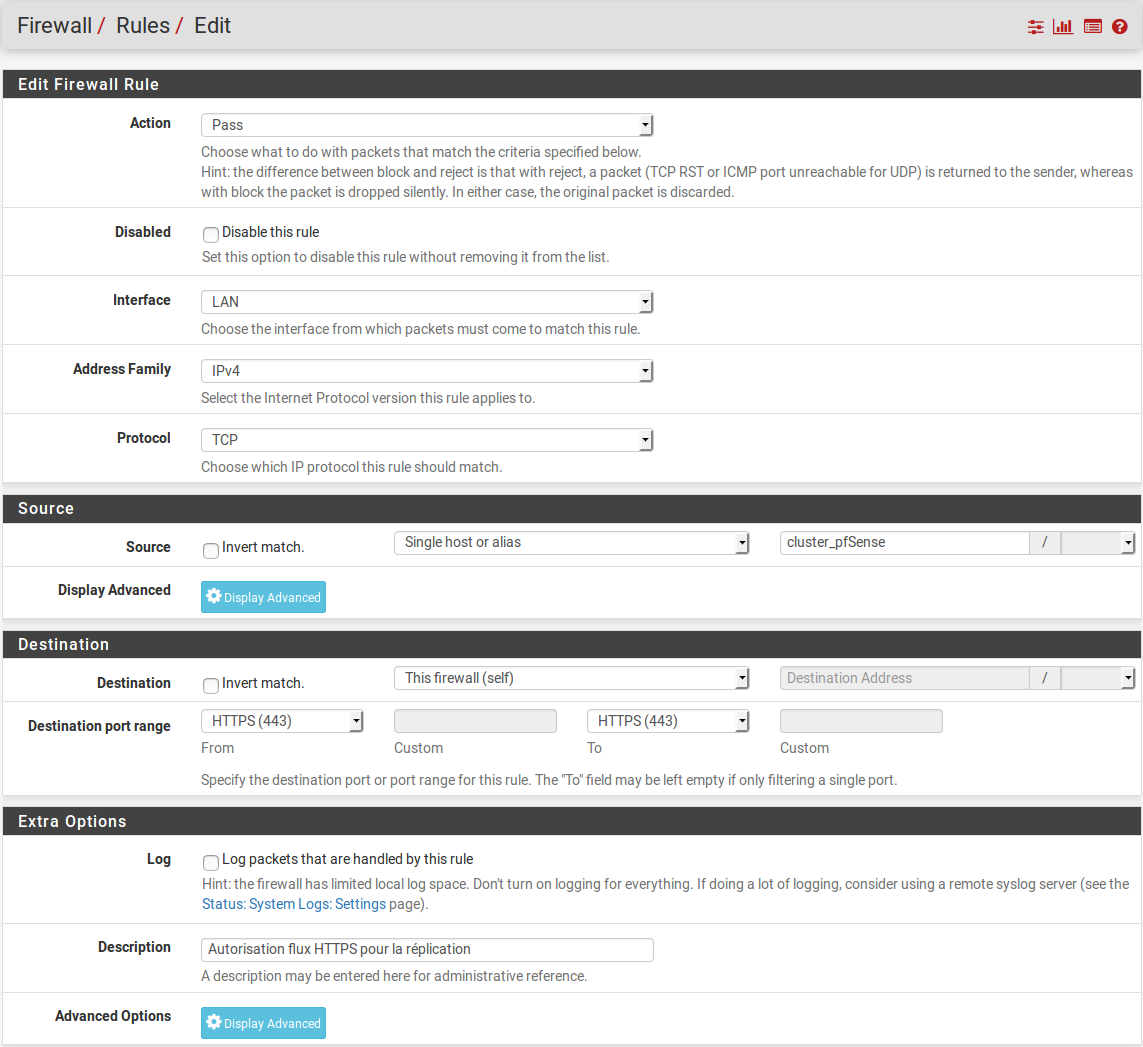 Firewall / Rules / Edit
Edit Firewall Rule
Action
Pass
Choose what to do with packets that match the criteria specified below.
Hint: the difference between block and reject is that with reject, a packet (TCP RST or ICMP port unreachable for UDP) is returned to the sender, whereas
with block the packet is dropped silently. In either case, the original packet is discarded.
Disabled
Disable this rule
Set this option to disable this rule without removing it from the list.
Interface
LAN
Choose the interface from which packets must come to match this rule.
Address Family
IPv4
Select the Internet Protocol version this rule applies to.
Protocol
TCP
Choose which IP protocol this rule should match.
Source
Source
Invert match.
Single host or alias
cluster_pfSense
/
Display Advanced
Display Advanced
Destination
Destination
Invert match.
This firewall (self)
Destination Address
/
Destination port range
HTTPS (443)
HTTPS (443)
From
Custom
To
Custom
Specify the destination port or port range for this rule. The "To" field may be left empty if only filtering a single port.
Extra Options
Log
Log packets that are handled by this rule
Hint: the firewall has limited local log space. Don't turn on logging for everything. If doing a lot of logging, consider using a remote syslog server (see the
Status: System Logs: Settings page).
Description
Autorisation flux HTTPS pour la réplication
A description may be entered here for administrative reference.
Advanced Options
Display Advanced